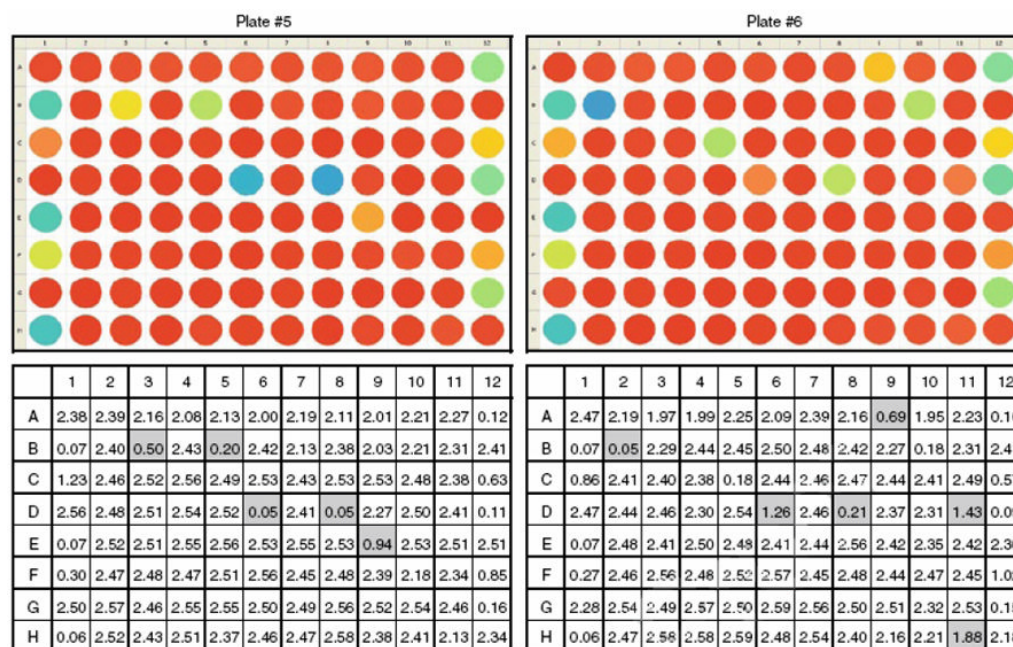 Plate #5
Plate #6
1 2 3 4 5 6 7 8 9 10 11 12
A 2.38 2.39 2.16 2.08 2.13 2.00 2.19 2.11 2.01 2.21 2.27 0.12
B 0.07 2.40 0.50 2.43 0.20 2.42 2.13 2.38 2.03 2.21 2.31 2.41
C 1.23 2.46 2.52 2.56 2.49 2.53 2.43 2.53 2.53 2.48 2.38 0.63
D 2.56 2.48 2.51 2.54 2.52 0.05 2.41 0.05 2.27 2.50 2.41 0.11
E 0.07 2.52 2.51 2.55 2.56 2.53 2.55 2.53 0.94 2.53 2.51 2.51
F 0.30 2.47 2.48 2.47 2.51 2.56 2.45 2.48 2.39 2.18 2.34 0.85
G 2.50 2.57 2.46 2.55 2.55 2.50 2.49 2.56 2.52 2.54 2.46 0.16
H 0.06 2.52 2.43 2.51 2.37 2.46 2.47 2.58 2.38 2.41 2.13 2.34
1 2 3 4 5 6 7 8 9 10 11 12
A 2.47 2.19 1.97 1.99 2.25 2.09 2.39 2.16 0.69 1.95 2.23
B 0.07 0.05 2.29 2.44 2.45 2.50 2.48 2.42 2.27 0.18 2.31
C 0.86 2.41 2.40 2.38 0.18 2.44 2.46 2.47 2.44 2.41 2.49
D 2.47 2.44 2.46 2.30 2.54 1.26 2.46 0.21 2.37 2.31 1.43
E 0.07 2.48 2.41 2.50 2.48 2.41 2.44 2.56 2.42 2.35 2.42
F 0.27 2.46 2.56 2.48 2.52 2.57 2.45 2.48 2.44 2.47 2.45
G 2.28 2.54 2.49 2.57 2.50 2.59 2.56 2.50 2.51 2.32 2.53
H 0.06 2.47 2.58 2.58 2.59 2.48 2.54 2.40 2.16 2.21 1.88